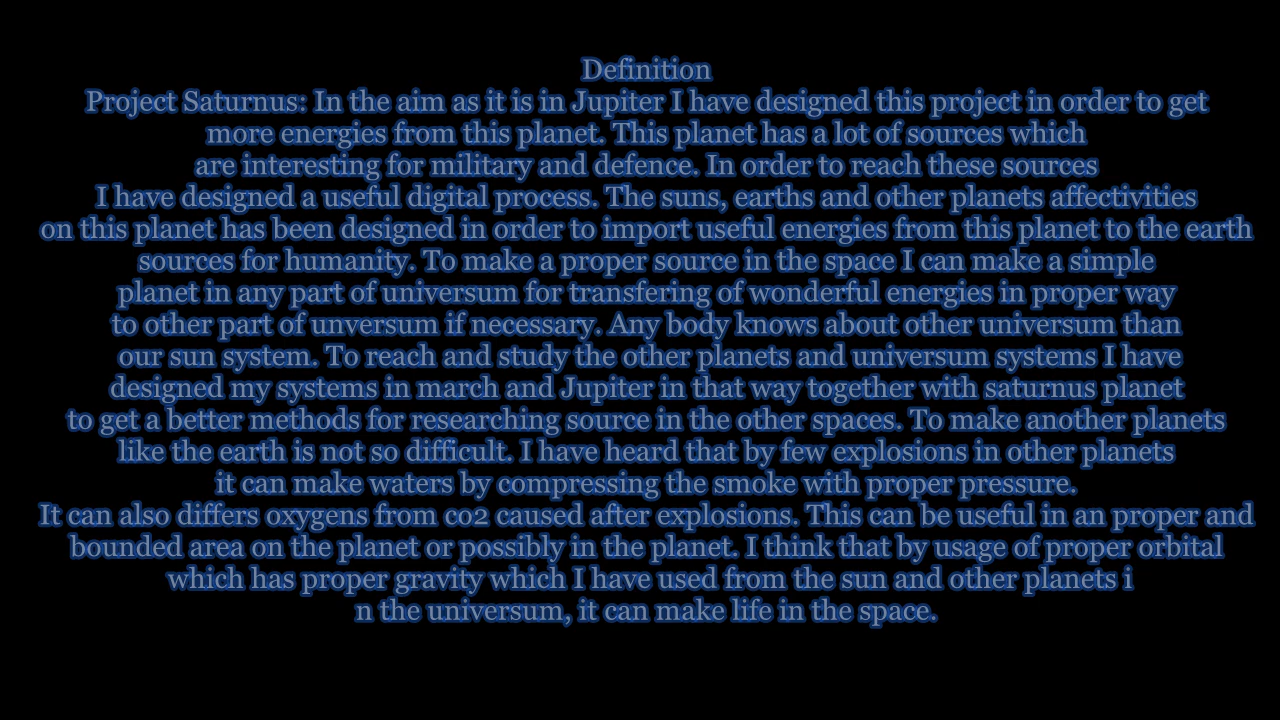 Definition
Project Saturnus: In the aim as it is in Jupiter I have designed this project in order to get
more energies from this planet. This planet has a lot of sources which
are interesting for military and defence. In order to reach these sources
I have designed a useful digital process. The suns, earths and other planets affectivities
on this planet has been designed in order to import useful energies from this planet to the earth
sources for humanity. To make a proper source in the space I can make a simple
planet in any part of universum for transfering of wonderful energies in proper way
to other part of unversum if necessary. Any body knows about other universum than
our sun system. To reach and study the other planets and universum systems I have
designed my systems in march and Jupiter in that way together with saturnus planet
to get a better methods for researching source in the other spaces. To make another planets
like the earth is not so difficult. I have heard that by few explosions in other planets
it can make waters by compressing the smoke with proper pressure.
It can also differs oxygens from co2 caused after explosions. This can be useful in an proper and
bounded area on the planet or possibly in the planet. I think that by usage of proper orbital
which has proper gravity which I have used from the sun and other planets i
n the universum, it can make life in the space.